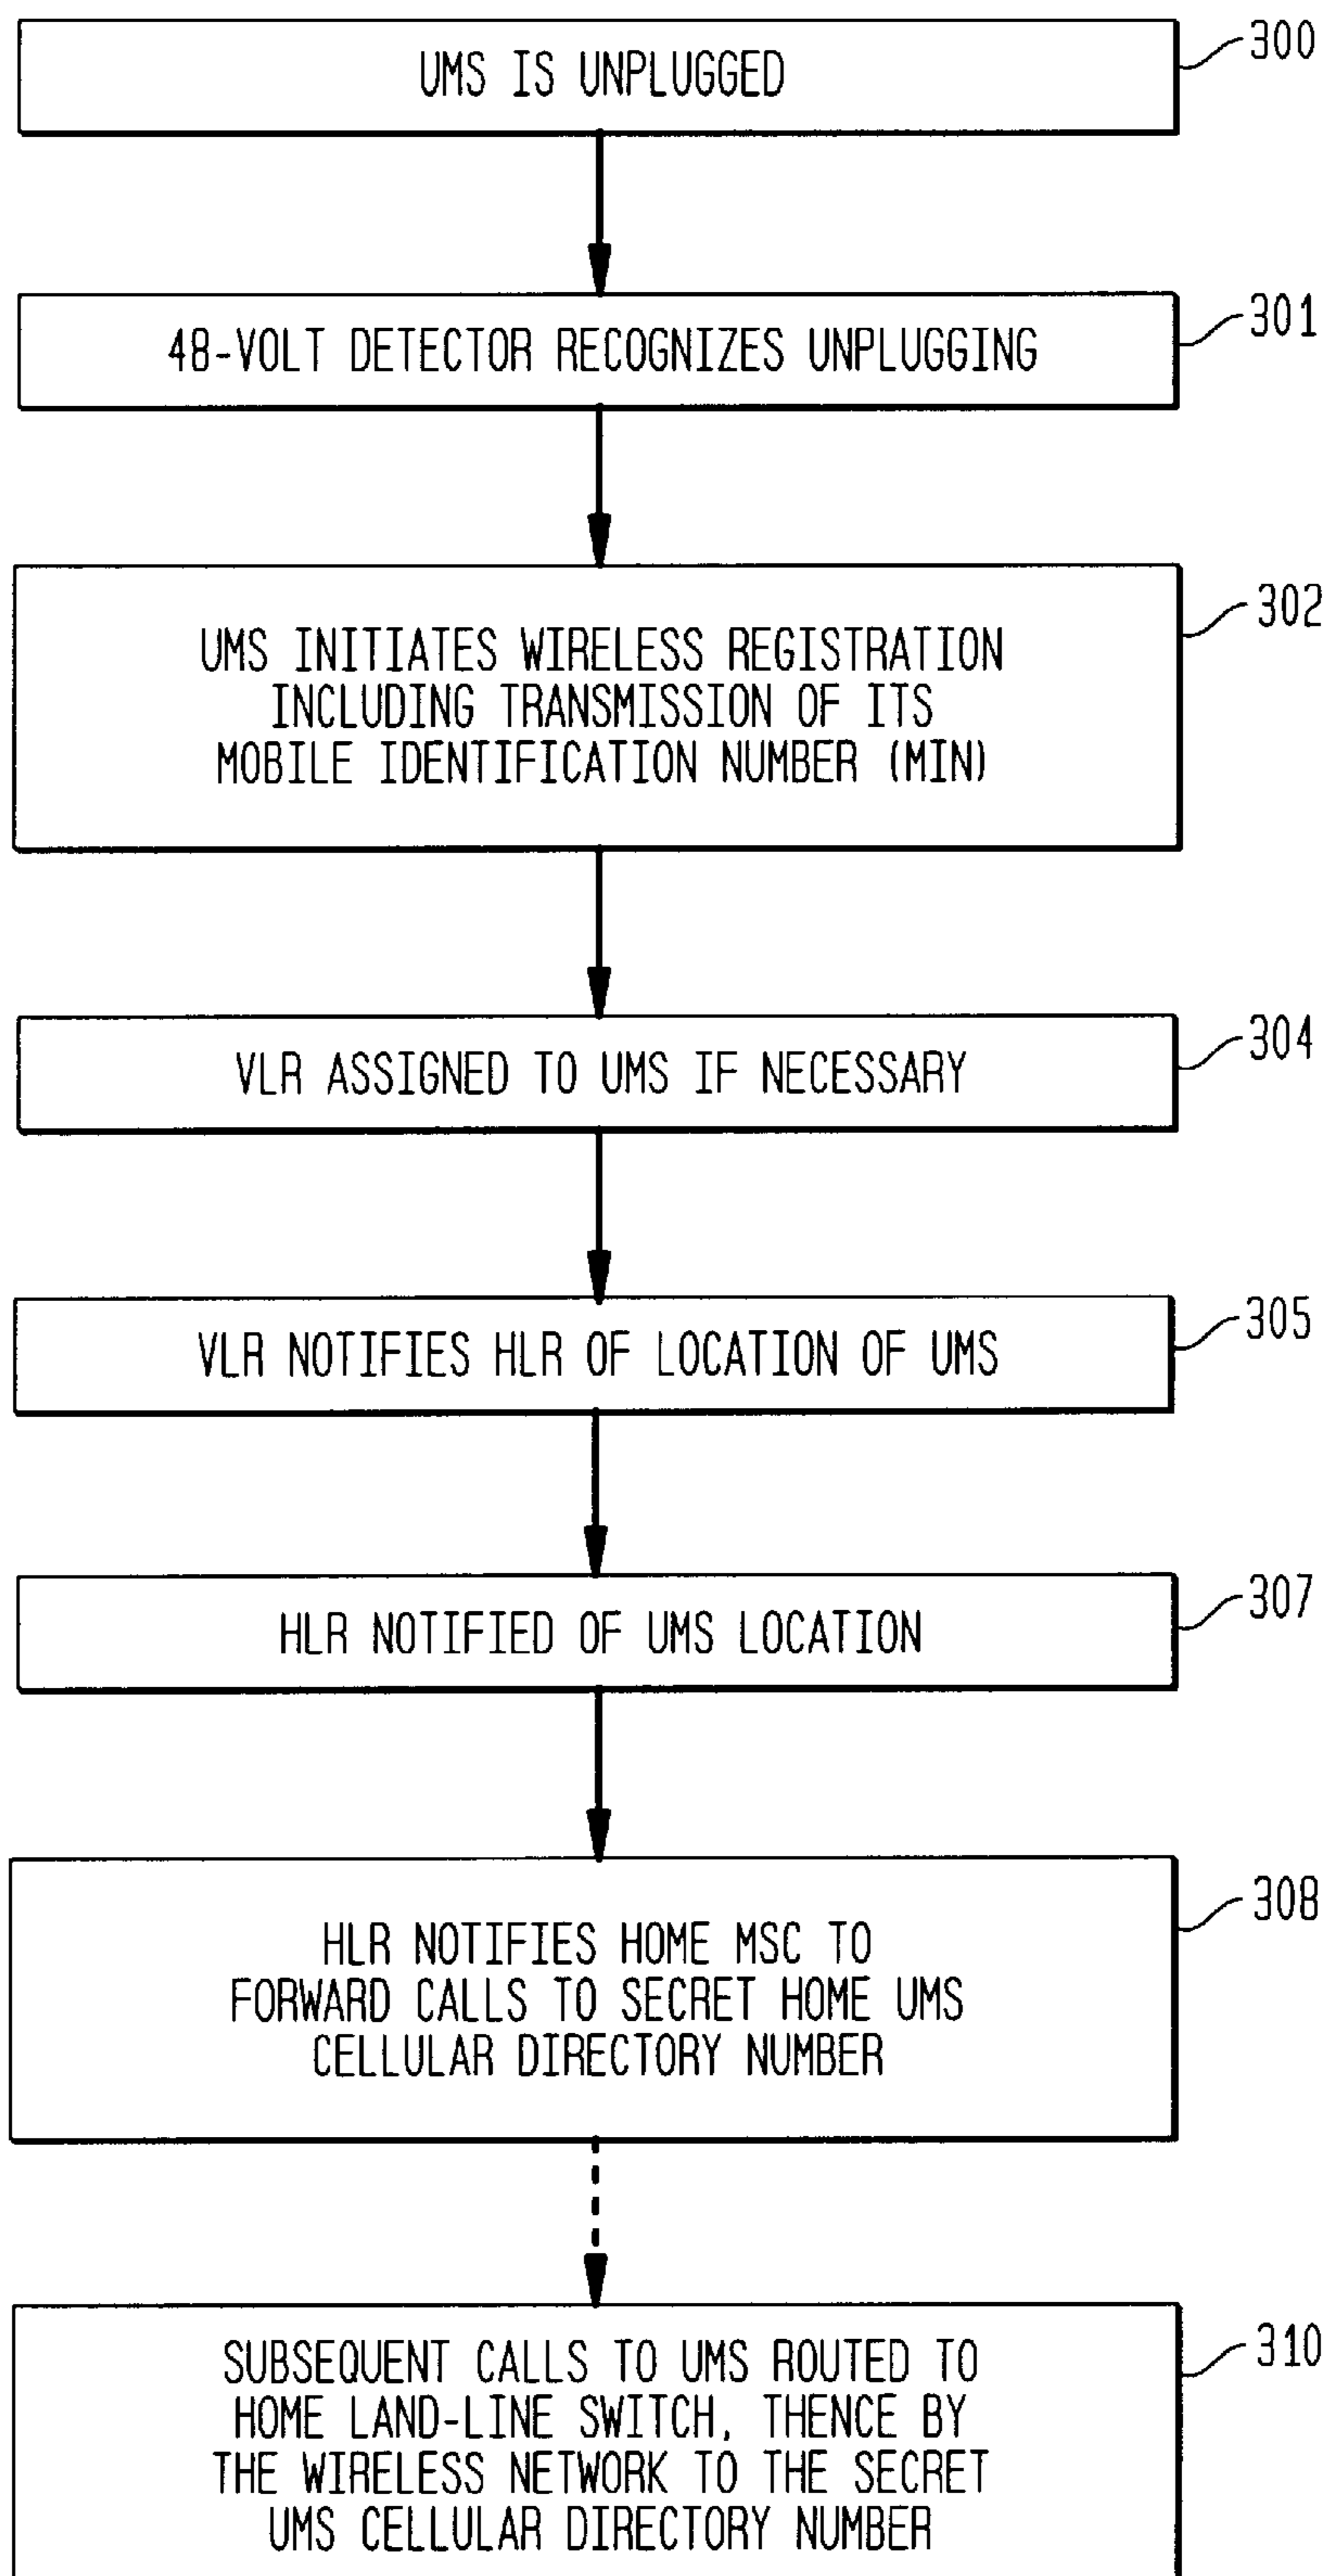 UMS IS UNPLUGGED
300
48-VOLT DETECTOR RECOGNIZES UNPLUGGING
301
UMS INITIATES WIRELESS REGISTRATION
INCLUDING TRANSMISSION OF ITS
MOBILE IDENTIFICATION NUMBER (MIN)
302
VLR ASSIGNED TO UMS IF NECESSARY
304
VLR NOTIFIES HLR OF LOCATION OF UMS
305
HLR NOTIFIED OF UMS LOCATION
307
HLR NOTIFIES HOME MSC TO
FORWARD CALLS TO SECRET HOME UMS
CELLULAR DIRECTORY NUMBER
308
SUBSEQUENT CALLS TO UMS ROUTED TO
HOME LAND-LINE SWITCH, THENCE BY
THE WIRELESS NETWORK TO THE SECRET
UMS CELLULAR DIRECTORY NUMBER
310